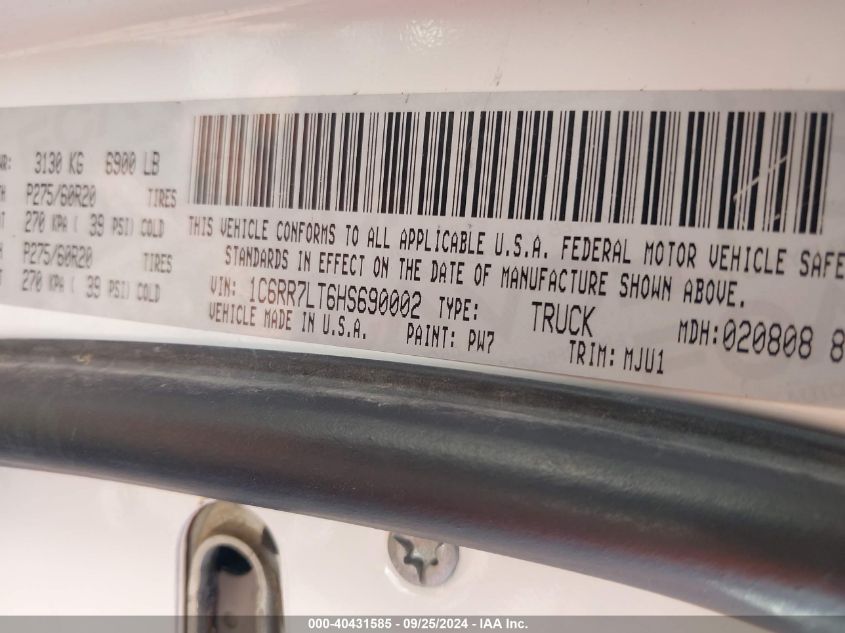 WR: 3130 KG 6900 LB
P275/60R20 TIRES
270 KPA ( 39 PSI) COLD
P275/60R20 TIRES
270 KPA ( 39 PSI) COLD
THIS VEHICLE CONFORMS TO ALL APPLICABLE U.S.A. FEDERAL MOTOR VEHICLE SAFE
STANDARDS IN EFFECT ON THE DATE OF MANUFACTURE SHOWN ABOVE.
VIN: 1C6RR7LT6HS690002 TYPE: TRUCK MDH: 020808 8
VEHICLE MADE IN U.S.A. PAINT: PW7 TRIM: MJU1
000-40431585 - 09/25/2024 - IAA Inc.